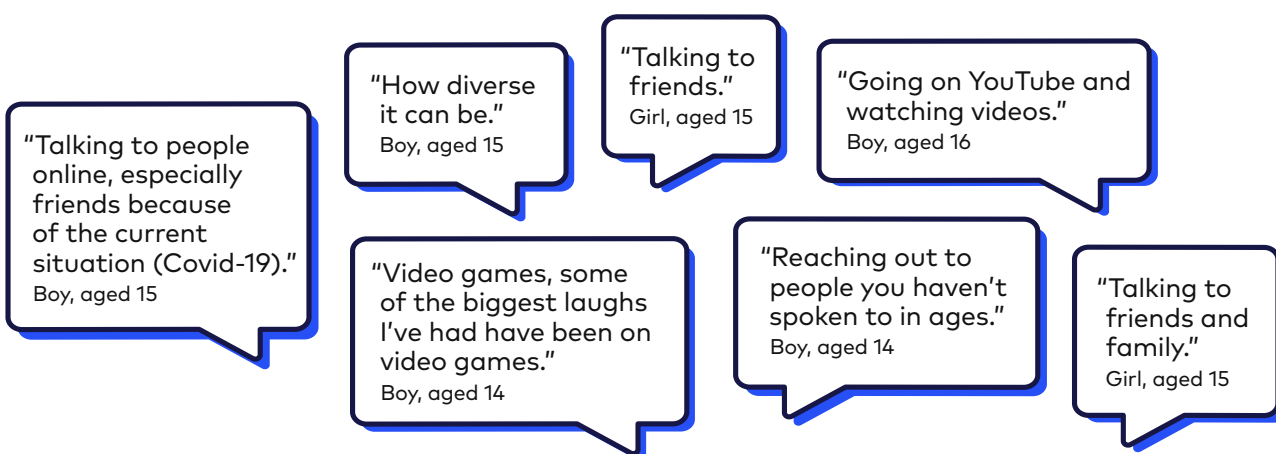 “Talking to people
online, especially
friends because
of the current
situation (Covid-19).”
Boy, aged 15
“How diverse
it can be.”
Boy, aged 15
“Talking to
friends.”
Girl, aged 15
“Going on YouTube and
watching videos.”
Boy, aged 16
“Video games, some
of the biggest laughs
I’ve had have been on
video games.”
Boy, aged 14
“Reaching out to
people you haven’t
spoken to in ages.”
Boy, aged 14
“Talking to
friends and
family.”
Girl, aged 15